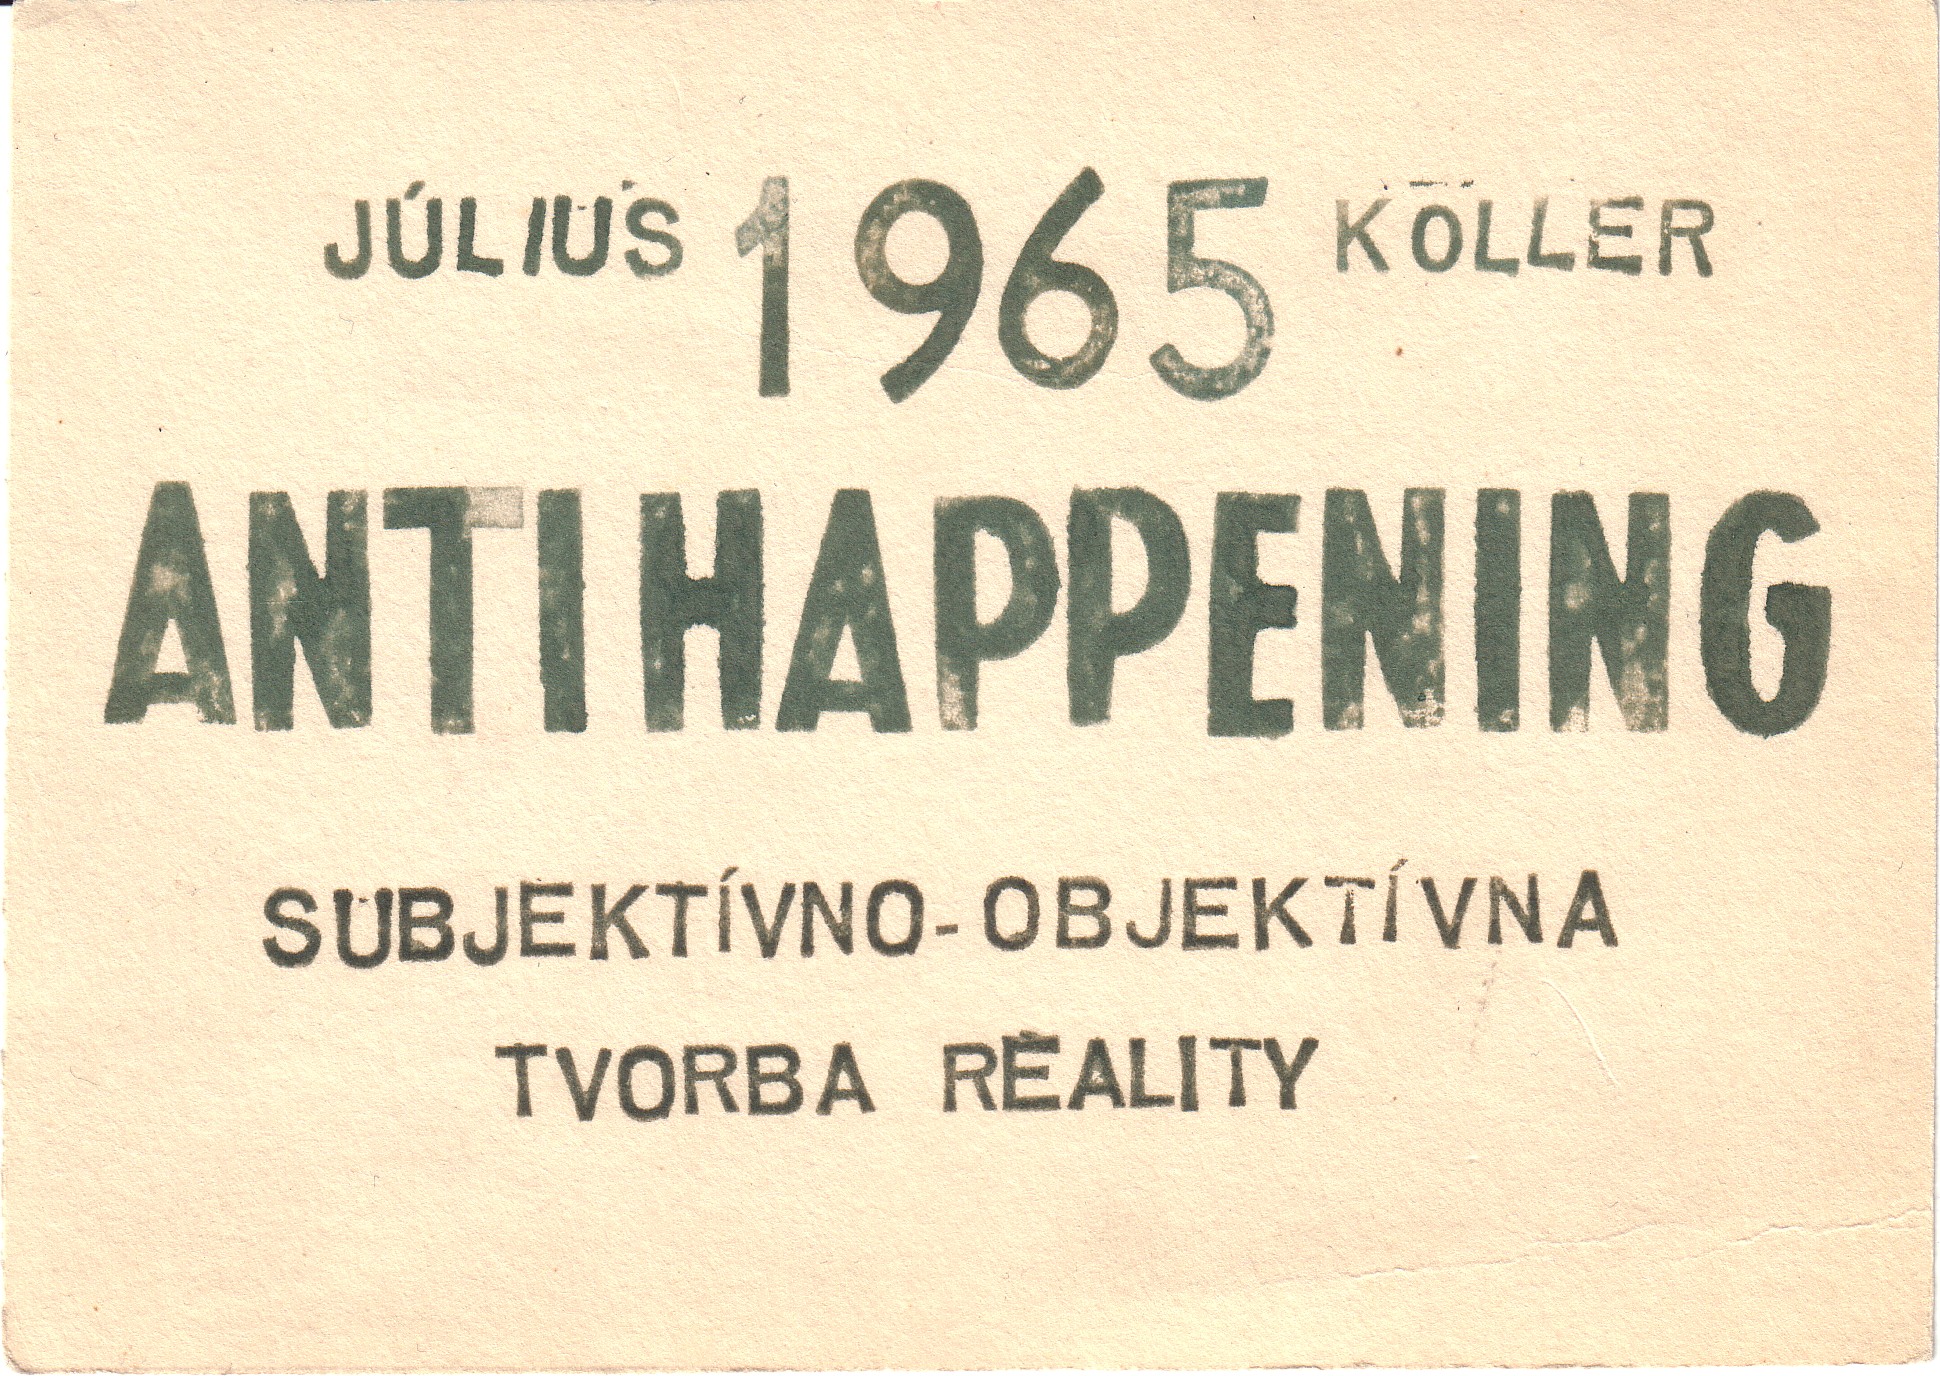 JÚLIUS 1965 KOLLER
ANTIHAPPENING
SUBJEKTÍVNO-OBJEKTÍVNA
TVORBA REALITY